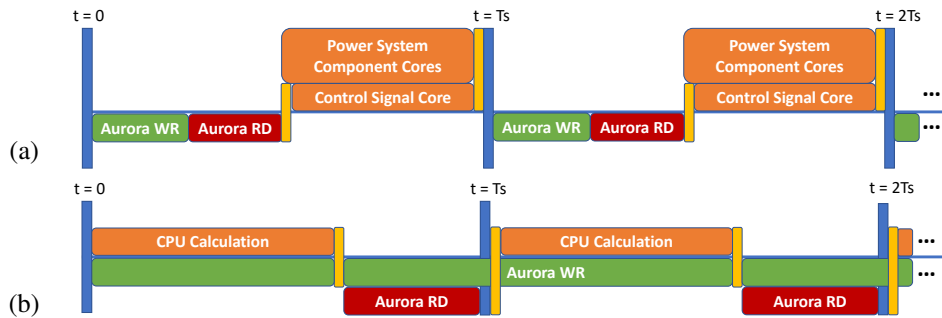 t = 0
t = Ts
t = 2Ts
Power System
Component Cores
Power System
Component Cores
Control Signal Core
Control Signal Core
...
Aurora WR
Aurora RD
Aurora WR
Aurora RD
...
(a)
t = 0
t = Ts
t = 2Ts
CPU Calculation
CPU Calculation
...
Aurora WR
...
Aurora RD
Aurora RD
(b)